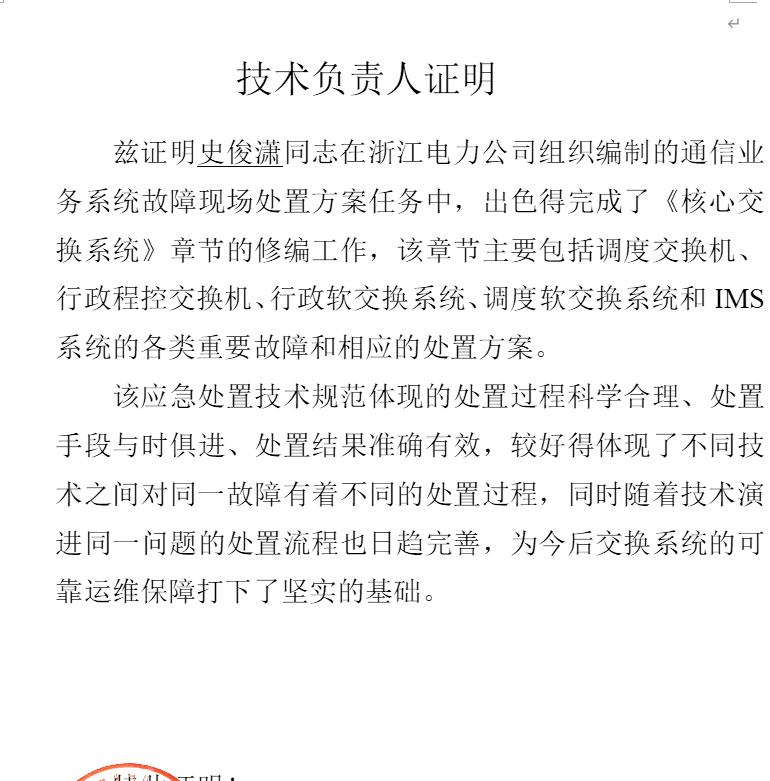 技术负责人证明
兹证明史俊潇同志在浙江电力公司组织编制的通信业
务系统故障现场处置方案任务中，出色得完成了《核心交
换系统》章节的修编工作，该章节主要包括调度交换机、
行政程控交换机、行政软交换系统、调度软交换系统和 IMS
系统的各类重要故障和相应的处置方案。
该应急处置技术规范体现的处置过程科学合理、处置
手段与时俱进、处置结果准确有效，较好得体现了不同技
术之间对同一故障有着不同的处置过程，同时随着技术演
进同一问题的处置流程也日趋完善，为今后交换系统的可
靠运维保障打下了坚实的基础。